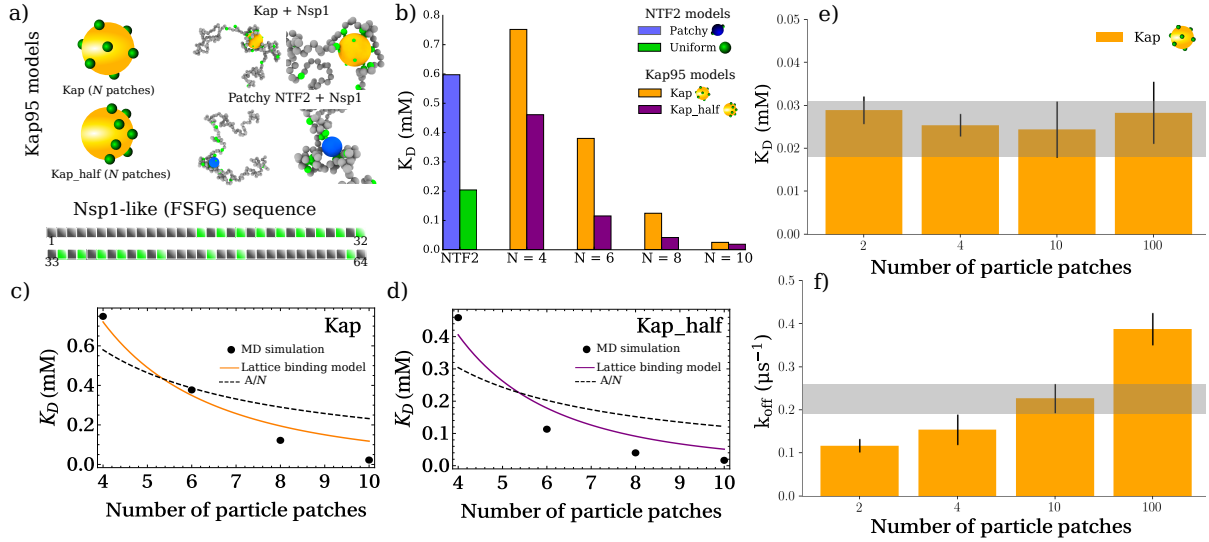 a)
Kap95 models
Kap (N patches)
Kap_half (N patches)
Kap + Nsp1
Patchy NTF2 + Nsp1
Nsp1-like (FSFG) sequence
1
32
33
64
b)
K_D (mM)
0.8
0.7
0.6
0.5
0.4
0.3
0.2
0.1
0.0
NTF2
N = 4
N = 6
N = 8
N = 10
NTF2 models
Patchy
Uniform
Kap95 models
Kap
Kap_half
c)
Kap
MD simulation
Lattice binding model
A/N
K_D (mM)
0.6
0.4
0.2
0.0
4 5 6 7 8 9 10
Number of particle patches
d)
Kap_half
MD simulation
Lattice binding model
A/N
K_D (mM)
0.4
0.3
0.2
0.1
0.0
4 5 6 7 8 9 10
Number of particle patches
e)
Kap
K_D (mM)
0.05
0.04
0.03
0.02
0.01
0.00
2 4 10 100
Number of particle patches
f)
k_off (µs⁻¹)
0.5
0.4
0.3
0.2
0.1
0.0
2 4 10 100
Number of particle patches